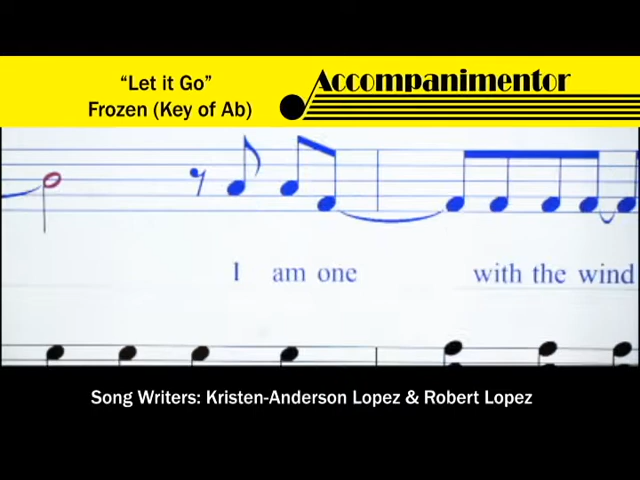 “Let it Go”
Frozen (Key of Ab)
Accompanimentor
I am one with the wind
Song Writers: Kristen-Anderson Lopez & Robert Lopez